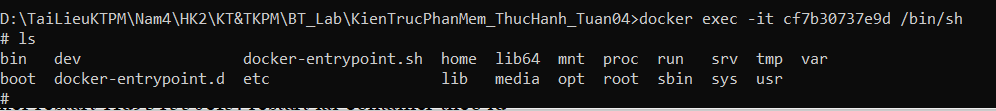 D:\TaiLieuKTPM\Nam4\HK2\KT&TKPM\BT_Lab\KienTrucPhanMem_ThucHanh_Tuan04>docker exec -it cf7b30737e9d /bin/sh
# ls
bin   dev                  docker-entrypoint.sh  home  lib64  mnt  proc  run   srv  tmp  var
boot  docker-entrypoint.d  etc                   lib   media  opt  root  sbin  sys  usr
#